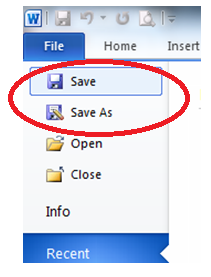 W
File Home Insert
Save
Save As
Open
Close
Info
Recent